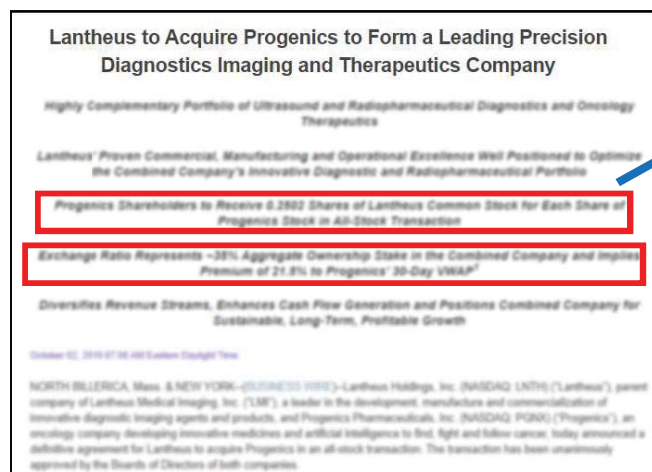 Lantheus to Acquire Progenics to Form a Leading Precision
Diagnostics Imaging and Therapeutics Company
Highly Complementary Portfolio of Ultrasound and Radiopharmaceutical Diagnostics and Oncology
Therapeutics
Lantheus' Proven Commercial, Manufacturing and Operational Excellence Well Positioned to Optimize
the Combined Company's Innovative Diagnostic and Radiopharmaceutical Portfolio
Progenics Shareholders to Receive 0.2502 Shares of Lantheus Common Stock for Each Share of
Progenics Stock in All-Stock Transaction
Exchange Ratio Represents ~35% Aggregate Ownership Stake in the Combined Company and Implies
Premium of 21.5% to Progenics' 30-Day VWAP
Diversifies Revenue Streams, Enhances Cash Flow Generation and Positions Combined Company for
Sustainable, Long-Term, Profitable Growth
October 02, 2019 Eastern Daylight Time
NORTH BILLERICA, Mass. & NEW YORK--(BUSINESS WIRE)--Lantheus Holdings, Inc. (NASDAQ: LNTH) ("Lantheus"), parent
company of Lantheus Medical Imaging, Inc. ("LMI"), a leader in the development, manufacture and commercialization of
innovative diagnostic imaging agents and products, and Progenics Pharmaceuticals, Inc. (NASDAQ: PGNX) ("Progenics"), an
oncology company developing innovative medicines and artificial intelligence to find, fight and follow cancer, today announced a
definitive agreement for Lantheus to acquire Progenics in an all-stock transaction. The transaction has been unanimously
approved by the Boards of Directors of both companies.